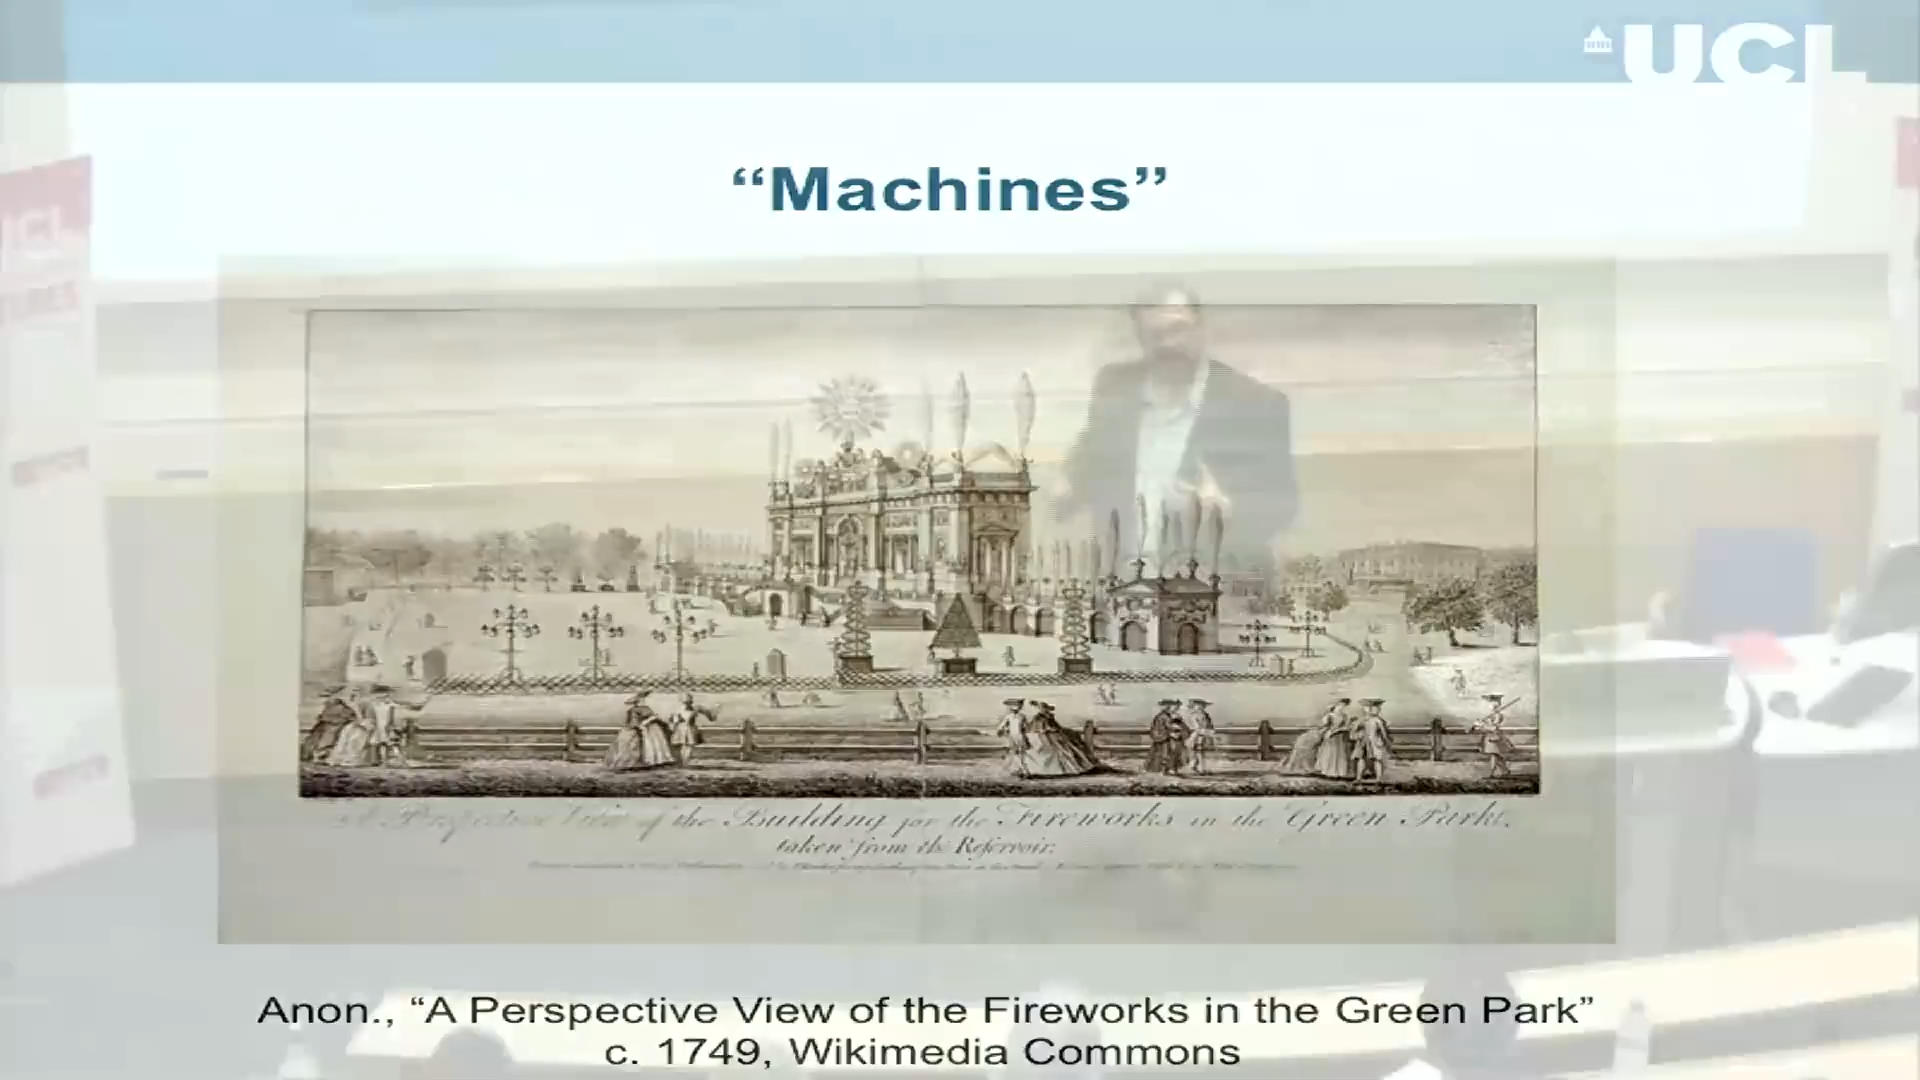 UCL
“Machines”
UCL
A Perspective View of the Building for the Fireworks in the Green Park,
taken from the Reservoir.
Anon., “A Perspective View of the Fireworks in the Green Park”
c. 1749, Wikimedia Commons